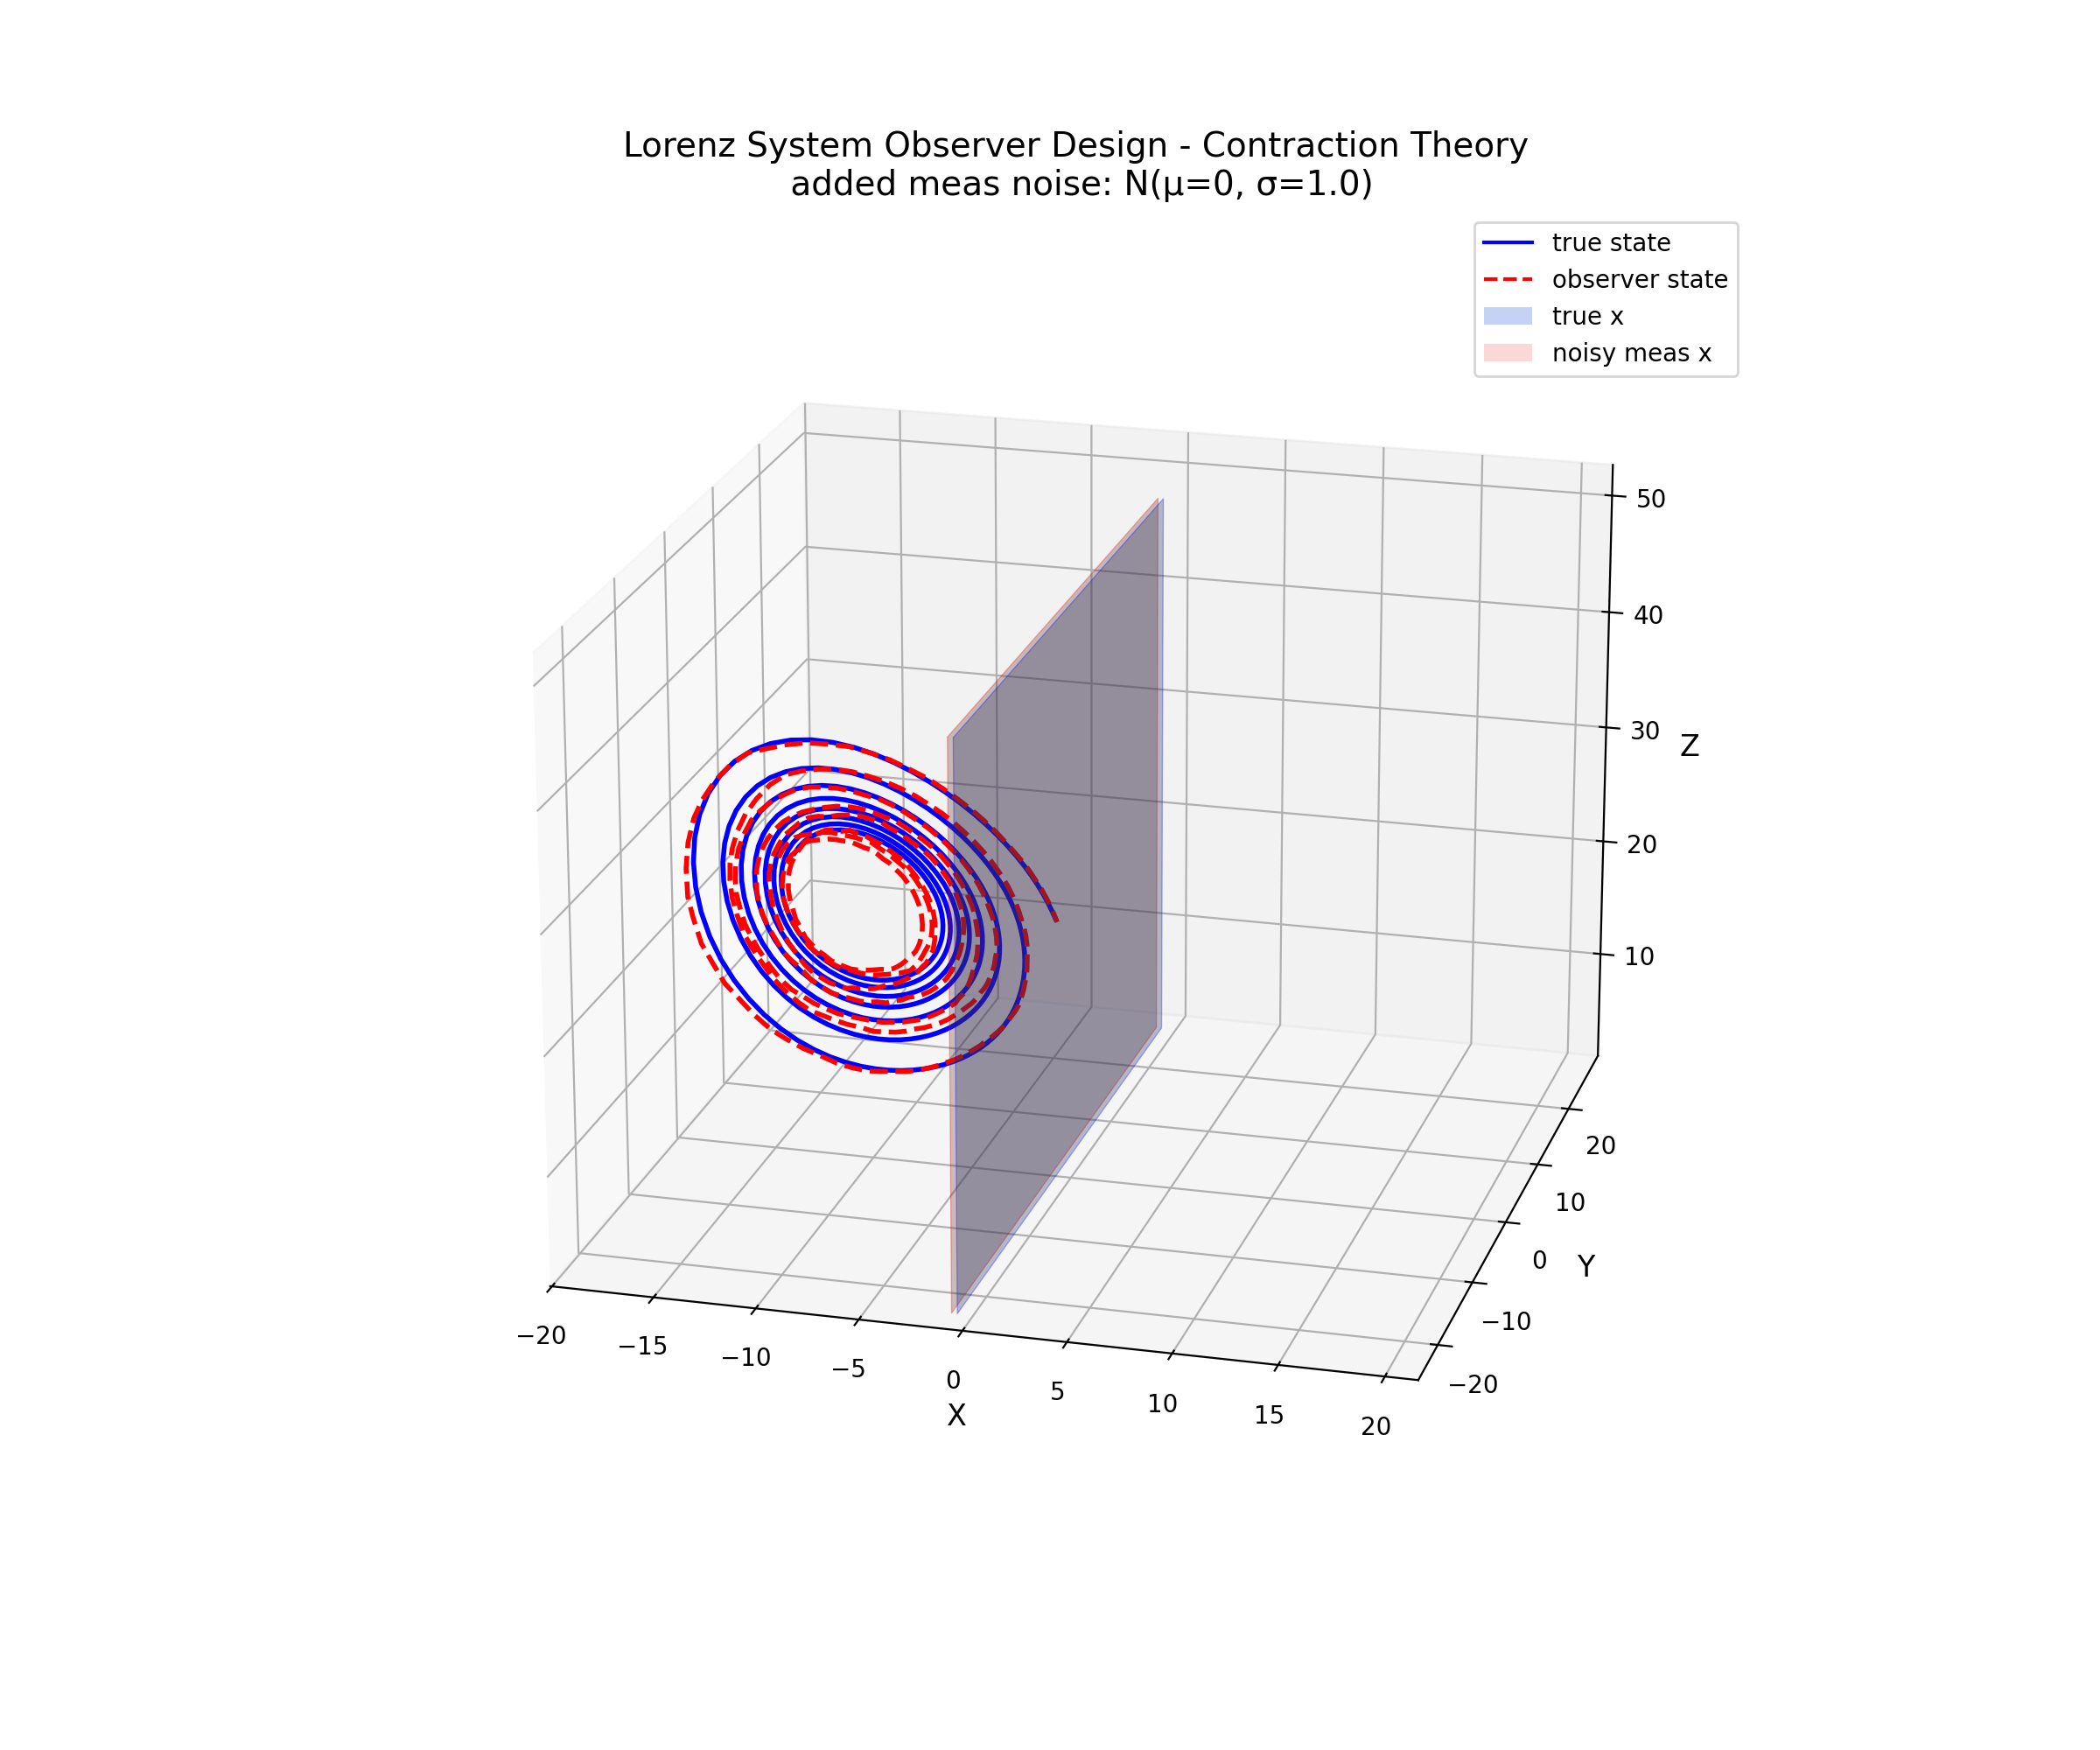 Lorenz System Observer Design - Contraction Theory
added meas noise: N(μ=0, σ=1.0)
true state
observer state
true x
noisy meas x
50
40
30
20
10
Z
20
10
0
−10
−20
Y
−20
−15
−10
−5
0
5
10
15
20
X